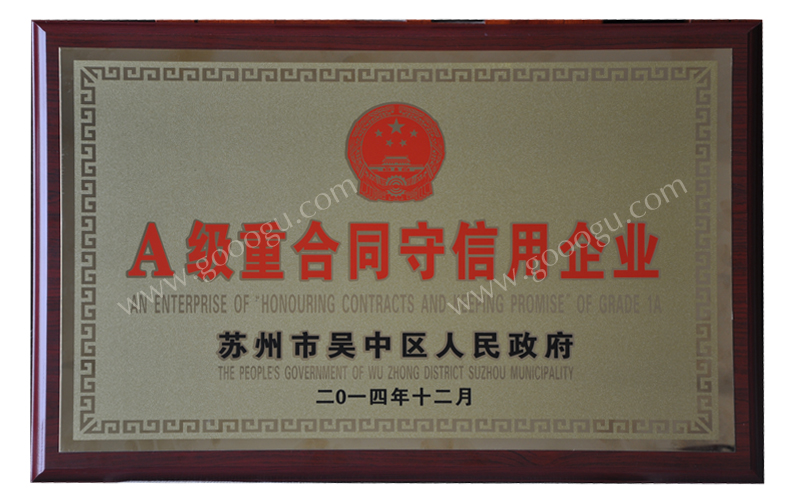 A级重合同守信用企业
AN ENTERPRISE OF "HONOURING CONTRACTS AND KEEPING PROMISE" OF GRADE 1A
苏州市吴中区人民政府
THE PEOPLE'S GOVERNMENT OF WU ZHONG DISTRICT SUZHOU MUNICIPALITY
二0一四年十二月
www.gooogu.com
www.gooogu.com